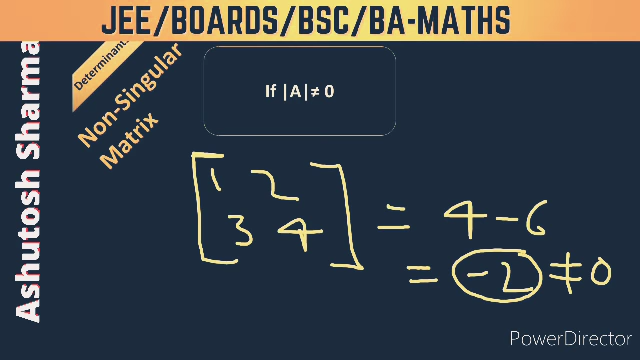 JEE/BOARDS/BSC/BA-MATHS
Ashutosh Sharma
Determinant
Non-Singular
Matrix
If |A|≠ 0
1 2
3 4
= 4 - 6
= -2 ≠ 0
PowerDirector